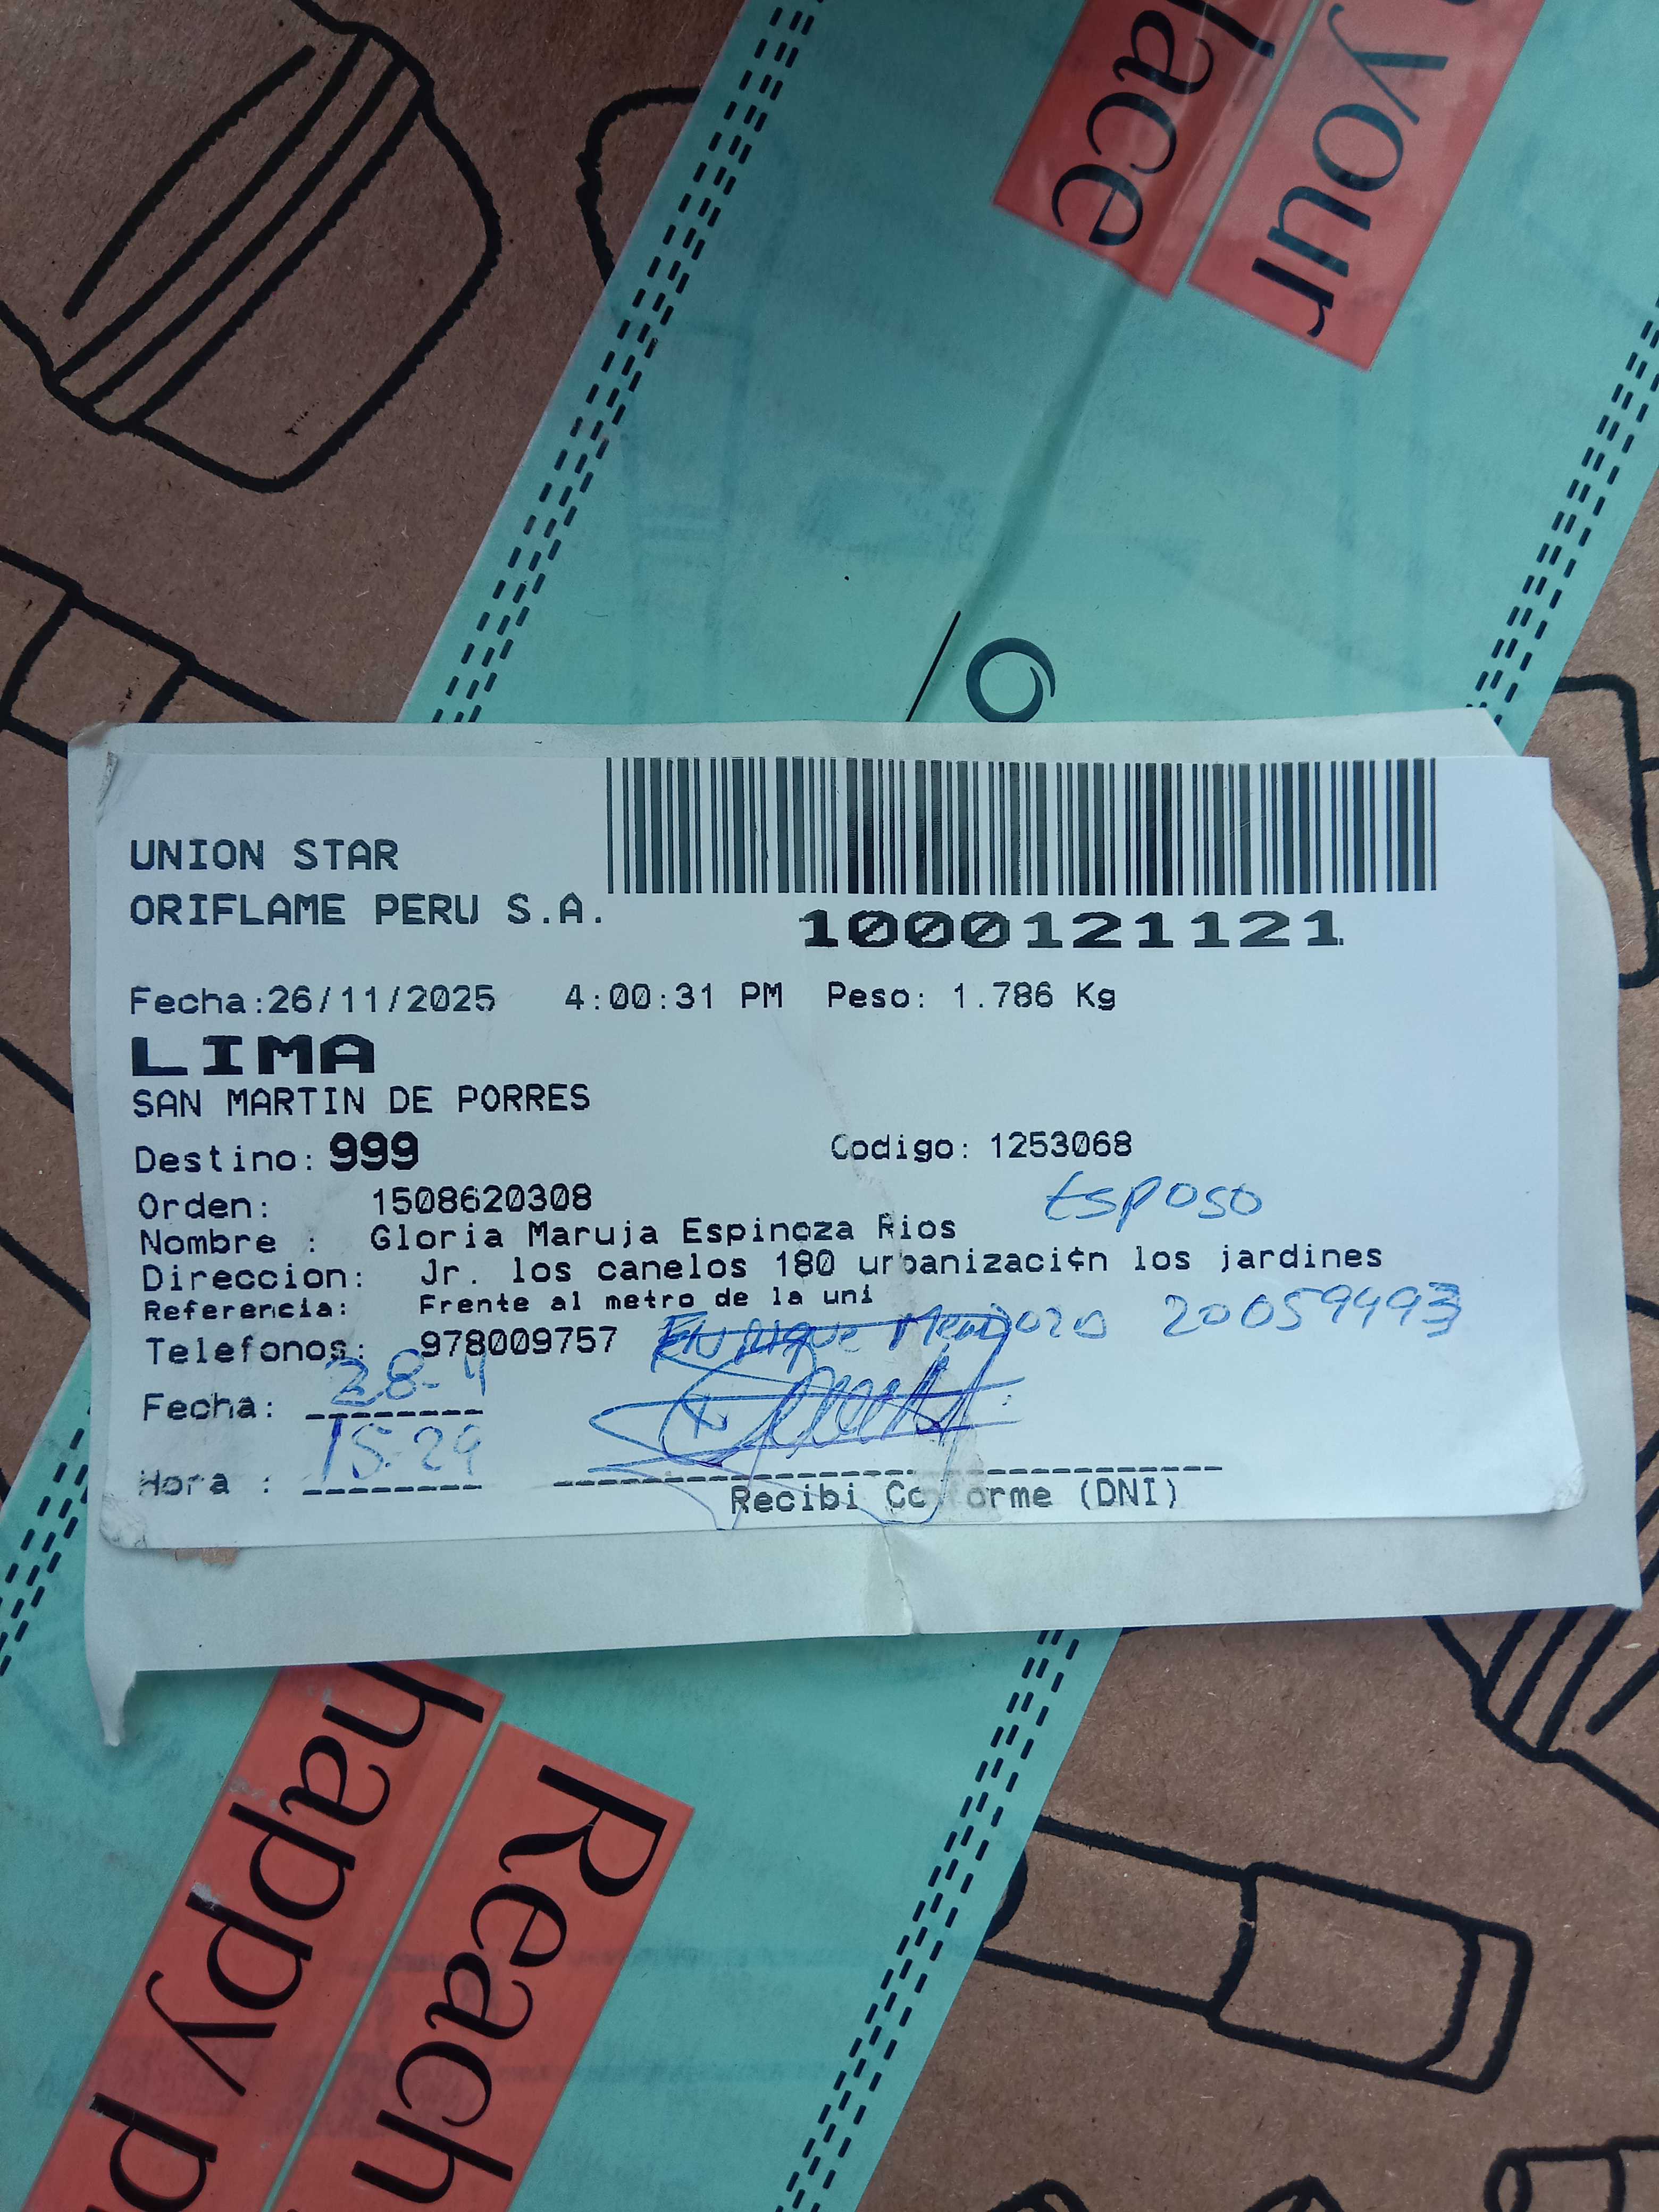 your
lace
UNION STAR
ORIFLAME PERU S.A.
1000121121
Fecha:26/11/2025 4:00:31 PM Peso: 1.786 Kg
LIMA
SAN MARTIN DE PORRES
Destino: 999 Codigo: 1253068
Orden: 1508620308 Esposo
Nombre : Gloria Maruja Espinoza Rios
Direccion: Jr. los canelos 180 urbanizaci¢n los jardines
Referencia: Frente al metro de la uni
Telefonos: 978009757 Enrique Mendoza 20059493
Fecha: 28-11
Hora : 15:29
Recibi Conforme (DNI)
Reach
happy p